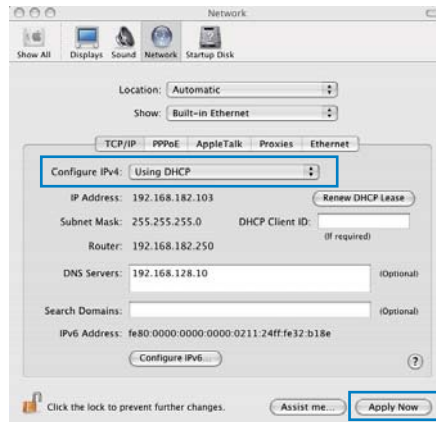 Network
Show All Displays Sound Network Startup Disk
Location: Automatic
Show: Built-in Ethernet
TCP/IP PPPoE AppleTalk Proxies Ethernet
Configure IPv4: Using DHCP
IP Address: 192.168.182.103 Renew DHCP Lease
Subnet Mask: 255.255.255.0 DHCP Client ID:
(If required)
Router: 192.168.182.250
DNS Servers: 192.168.128.10 (Optional)
Search Domains: (Optional)
IPv6 Address: fe80:0000:0000:0000:0211:24ff:fe32:b18e
Configure IPv6... ?
Click the lock to prevent further changes. Assist me... Apply Now